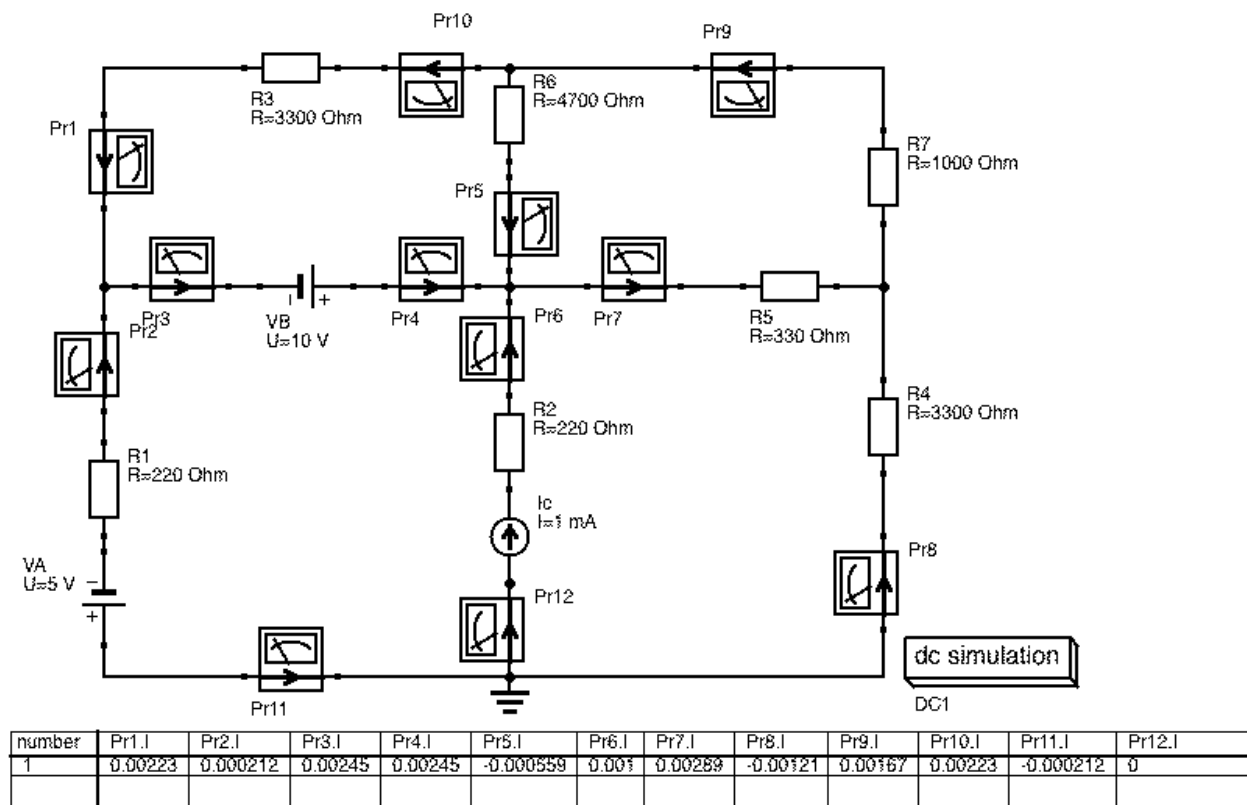 Pr10
Pr9
R3
R=3300 Ohm
R6
R=4700 Ohm
Pr1
R7
R=1000 Ohm
Pr5
Pr3
Pr2
VB
U=10 V
Pr4
Pr6
Pr7
R5
R=330 Ohm
R4
R=3300 Ohm
R2
R=220 Ohm
R1
R=220 Ohm
Ic
I=1 mA
VA
U=5 V
Pr8
Pr12
Pr11
dc simulation
DC1
number Pr1.I Pr2.I Pr3.I Pr4.I Pr5.I Pr6.I Pr7.I Pr8.I Pr9.I Pr10.I Pr11.I Pr12.I
1 0.00223 0.000212 0.00245 0.00245 -0.000559 0.001 0.00289 -0.00121 0.00167 0.00223 -0.000212 0